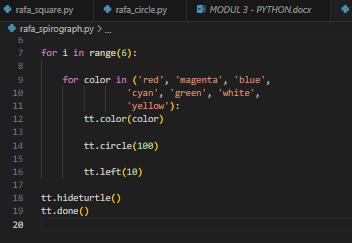 rafa_square.py rafa_circle.py MODUL 3 - PYTHON.docx
rafa_spirograph.py > ...
6
7 for i in range(6):
8
9 for color in ('red', 'magenta', 'blue',
10 'cyan', 'green', 'white',
11 'yellow'):
12 tt.color(color)
13
14 tt.circle(100)
15
16 tt.left(10)
17
18 tt.hideturtle()
19 tt.done()
20